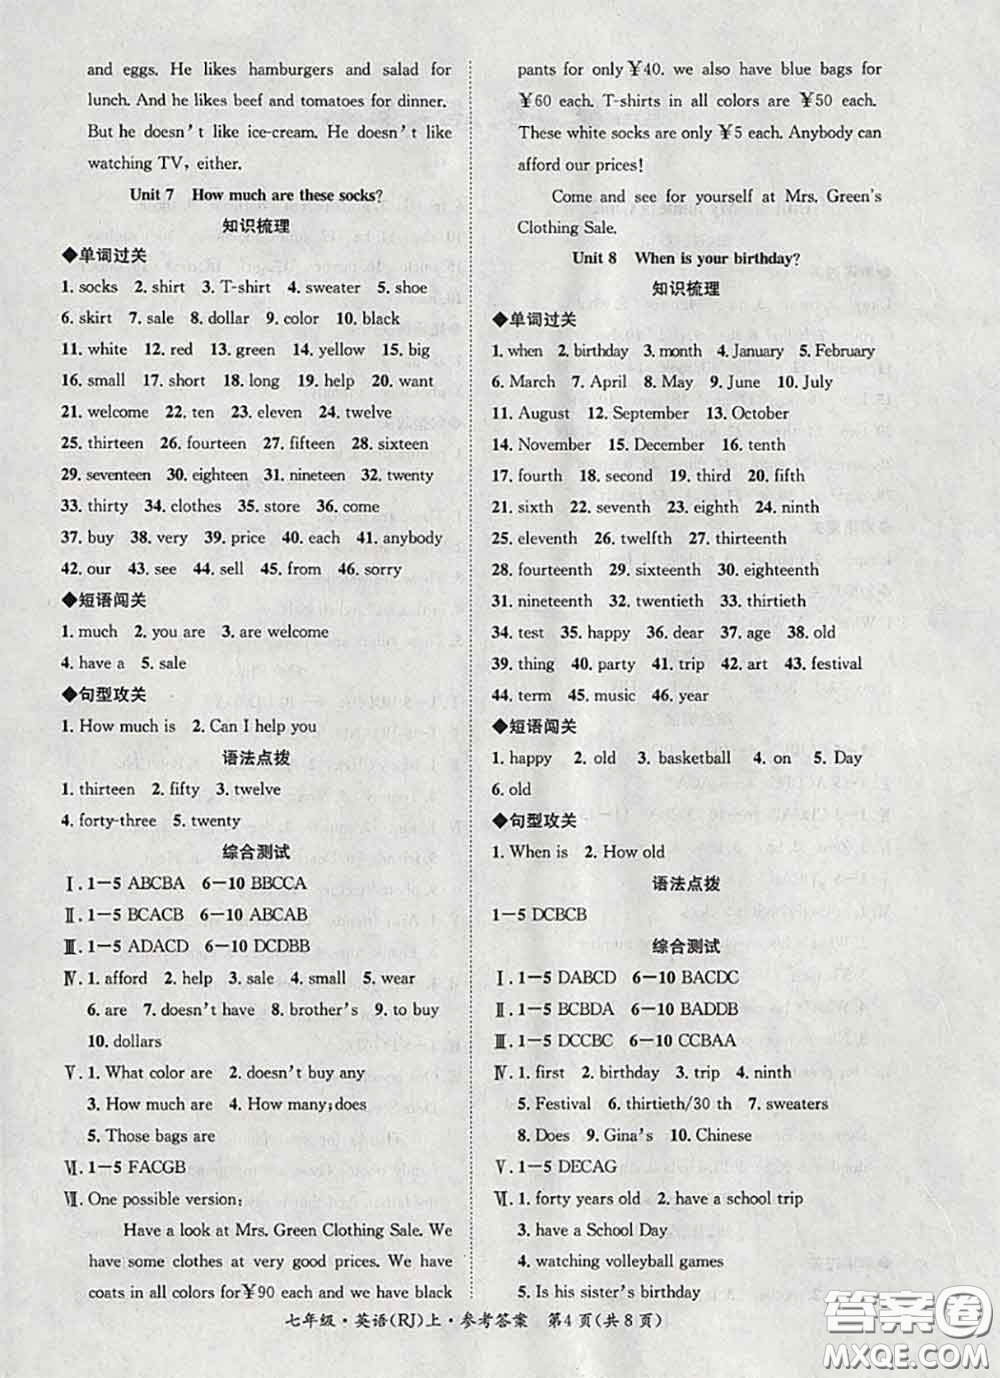 and eggs. He likes hamburgers and salad for
lunch. And he likes beef and tomatoes for dinner.
But he doesn't like ice-cream. He doesn't like
watching TV, either.
Unit 7 How much are these socks?
知识梳理
◆单词过关
1. socks 2. shirt 3. T-shirt 4. sweater 5. shoe
6. skirt 7. sale 8. dollar 9. color 10. black
11. white 12. red 13. green 14. yellow 15. big
16. small 17. short 18. long 19. help 20. want
21. welcome 22. ten 23. eleven 24. twelve
25. thirteen 26. fourteen 27. fifteen 28. sixteen
29. seventeen 30. eighteen 31. nineteen 32. twenty
33. thirty 34. clothes 35. store 36. come
37. buy 38. very 39. price 40. each 41. anybody
42. our 43. see 44. sell 45. from 46. sorry
◆短语闯关
1. much 2. you are 3. are welcome
4. have a 5. sale
◆句型攻关
1. How much is 2. Can I help you
语法点拨
1. thirteen 2. fifty 3. twelve
4. forty-three 5. twenty
综合测试
Ⅰ. 1-5 ABCBA 6-10 BBCCA
Ⅱ. 1-5 BCACB 6-10 ABCAB
Ⅲ. 1-5 ADACD 6-10 DCDBB
Ⅳ. 1. afford 2. help 3. sale 4. small 5. wear
6. are 7. doesn't have 8. brother's 9. to buy
10. dollars
Ⅴ. 1. What color are 2. doesn't buy any
3. How much are 4. How many;does
5. Those bags are
Ⅵ. 1-5 FACGB
Ⅶ. One possible version:
Have a look at Mrs. Green Clothing Sale. We
have some clothes at very good prices. We have
coats in all colors for¥90 each and we have black
pants for only ¥40. we also have blue bags for
¥60 each. T-shirts in all colors are ¥50 each.
These white socks are only ¥5 each. Anybody can
afford our prices!
Come and see for yourself at Mrs. Green's
Clothing Sale.
Unit 8 When is your birthday?
知识梳理
◆单词过关
1. when 2. birthday 3. month 4. January 5. February
6. March 7. April 8. May 9. June 10. July
11. August 12. September 13. October
14. November 15. December 16. tenth
17. fourth 18. second 19. third 20. fifth
21. sixth 22. seventh 23. eighth 24. ninth
25. eleventh 26. twelfth 27. thirteenth
28. fourteenth 29. sixteenth 30. eighteenth
31. nineteenth 32. twentieth 33. thirtieth
34. test 35. happy 36. dear 37. age 38. old
39. thing 40. party 41. trip 42. art 43. festival
44. term 45. music 46. year
◆短语闯关
1. happy 2. old 3. basketball 4. on 5. Day
6. old
◆句型攻关
1. When is 2. How old
语法点拨
1-5 DCBCB
综合测试
Ⅰ. 1-5 DABCD 6-10 BACDC
Ⅱ. 1-5 BCBDA 6-10 BADDB
Ⅲ. 1-5 DCCBC 6-10 CCBAA
Ⅳ. 1. first 2. birthday 3. trip 4. ninth
5. Festival 6. thirtieth/30 th 7. sweaters
8. Does 9. Gina's 10. Chinese
Ⅴ. 1-5 DECAG
Ⅵ. 1. forty years old 2. have a school trip
3. have a School Day
4. watching volleyball games
5. Is his sister's birthday
七年级·英语(RJ)上·参考答案 第4页(共8页)
答案圈
MXQE.COM